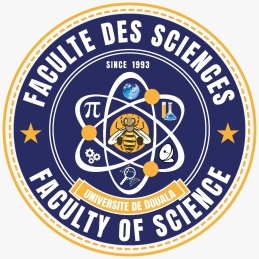 FACULTE DES SCIENCES
SINCE 1993
π
UNIVERSITE DE DOUALA
FACULTY OF SCIENCE